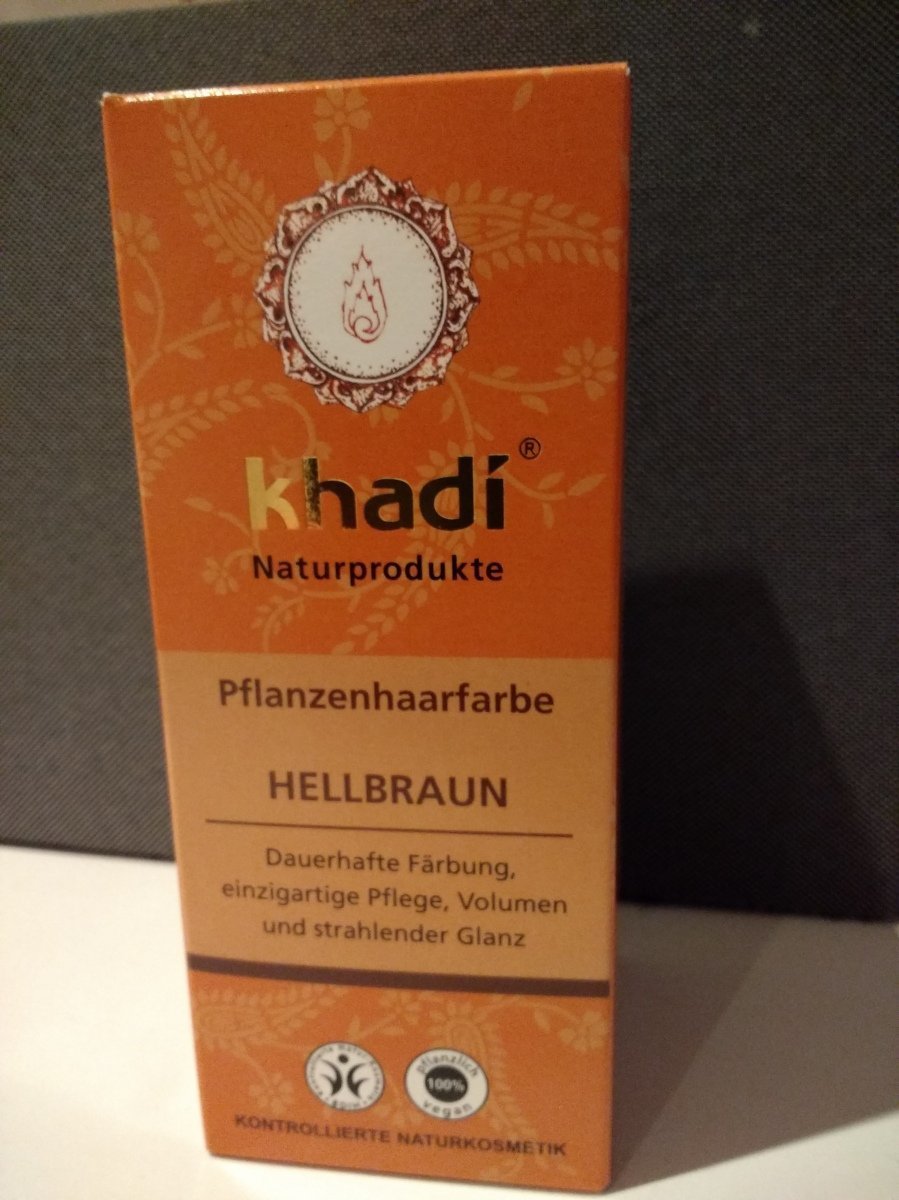 khadi®
Naturprodukte
Pflanzenhaarfarbe
HELLBRAUN
Dauerhafte Färbung,
einzigartige Pflege, Volumen
und strahlender Glanz
pflanzlich
100%
vegan
KONTROLLIERTE NATURKOSMETIK